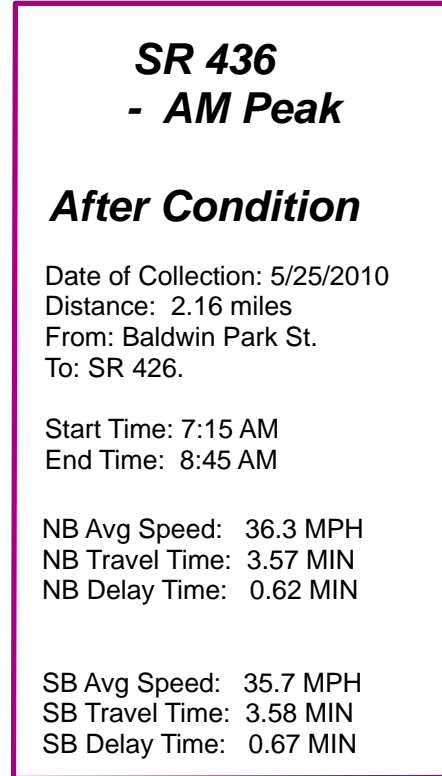 SR 436
- AM Peak
After Condition
Date of Collection: 5/25/2010
Distance: 2.16 miles
From: Baldwin Park St.
To: SR 426.
Start Time: 7:15 AM
End Time: 8:45 AM
NB Avg Speed: 36.3 MPH
NB Travel Time: 3.57 MIN
NB Delay Time: 0.62 MIN
SB Avg Speed: 35.7 MPH
SB Travel Time: 3.58 MIN
SB Delay Time: 0.67 MIN